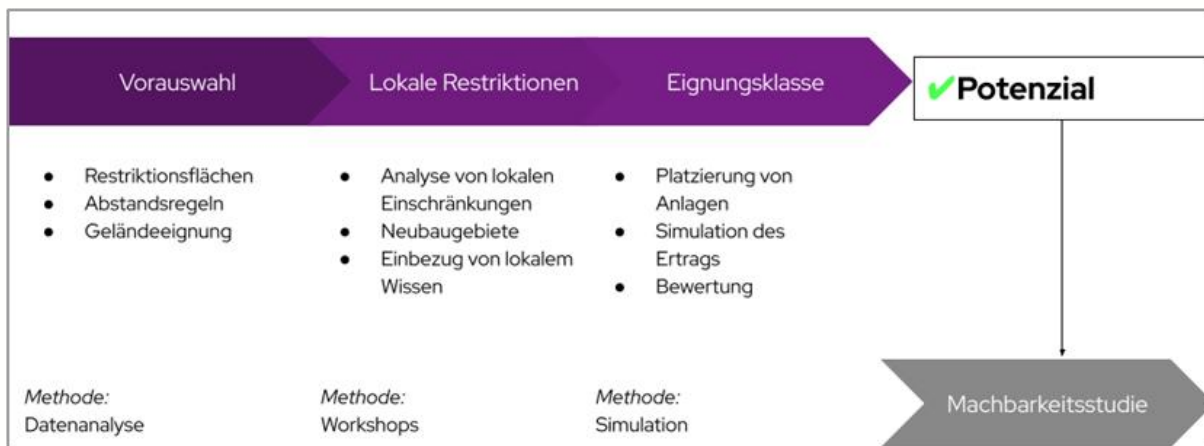 Vorauswahl
Lokale Restriktionen
Eignungsklasse
✔Potenzial
● Restriktionsflächen
● Abstandsregeln
● Geländeeignung
● Analyse von lokalen
Einschränkungen
● Neubaugebiete
● Einbezug von lokalem
Wissen
● Platzierung von
Anlagen
● Simulation des
Ertrags
● Bewertung
Methode:
Datenanalyse
Methode:
Workshops
Methode:
Simulation
Machbarkeitsstudie